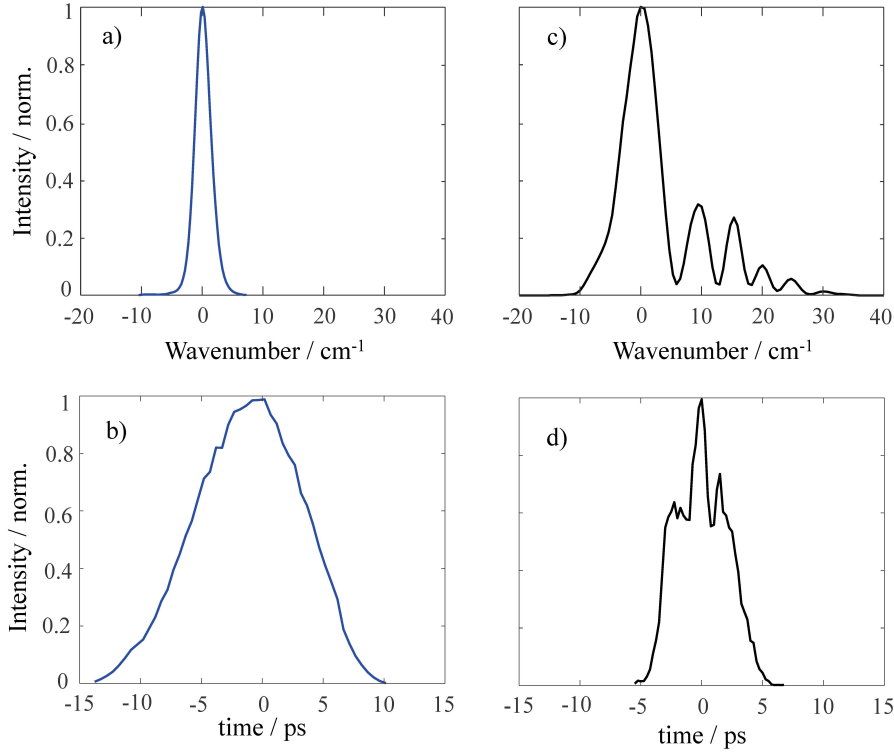 a)
Intensity / norm.
1
0.8
0.6
0.4
0.2
0
-20 -10 0 10 20 30 40
Wavenumber / cm-1
c)
-20 -10 0 10 20 30 40
Wavenumber / cm-1
b)
Intensity / norm.
1
0.8
0.6
0.4
0.2
0
-15 -10 -5 0 5 10 15
time / ps
d)
-15 -10 -5 0 5 10 15
time / ps